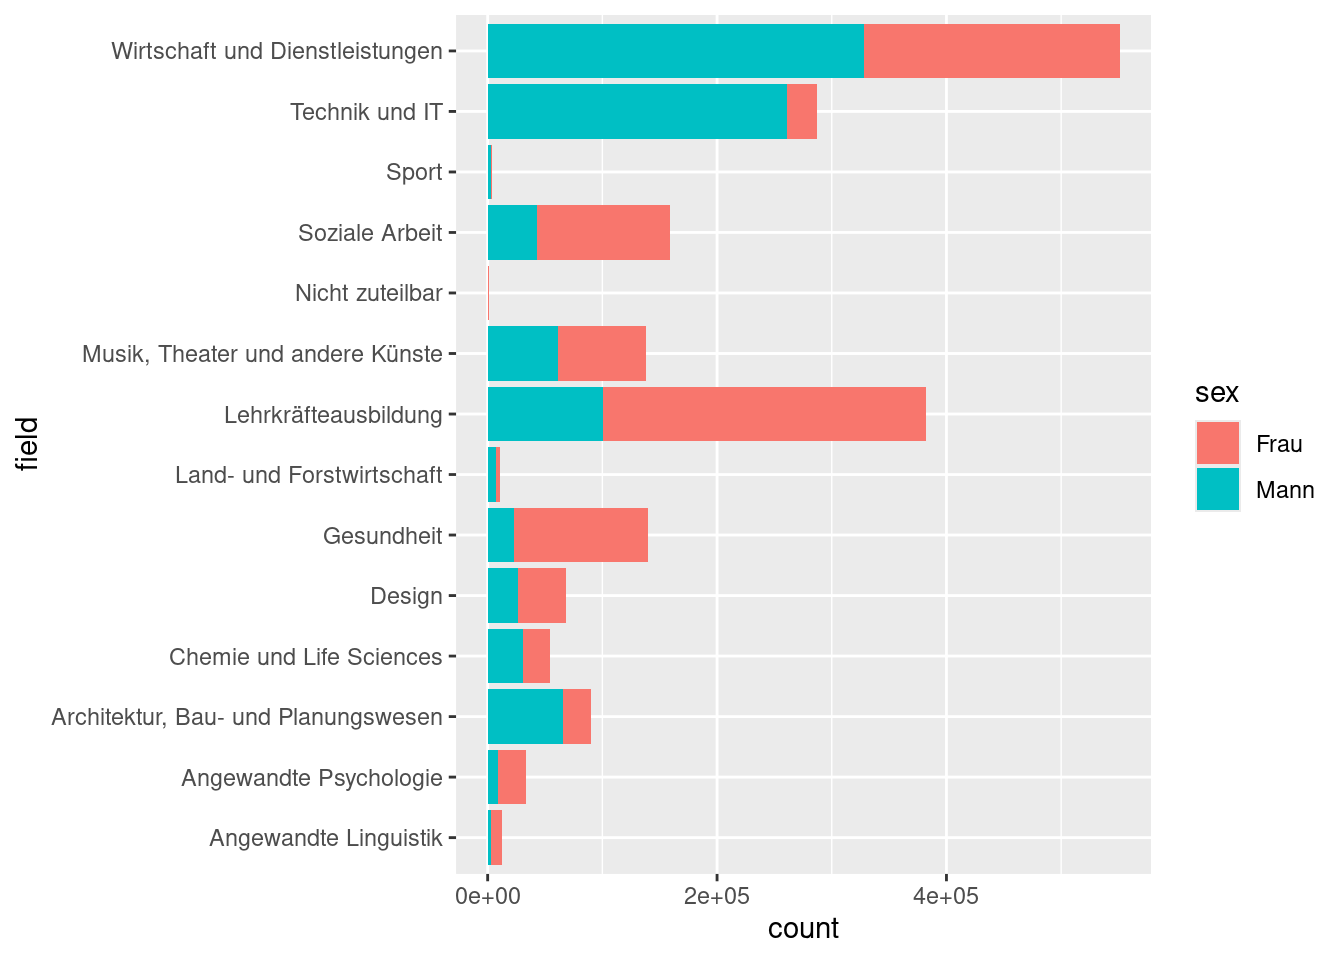 Wirtschaft und Dienstleistungen
Technik und IT
Sport
Soziale Arbeit
Nicht zuteilbar
Musik, Theater und andere Künste
Lehrkräfteausbildung
Land- und Forstwirtschaft
Gesundheit
Design
Chemie und Life Sciences
Architektur, Bau- und Planungswesen
Angewandte Psychologie
Angewandte Linguistik
field
0e+00 2e+05 4e+05
count
sex
Frau
Mann